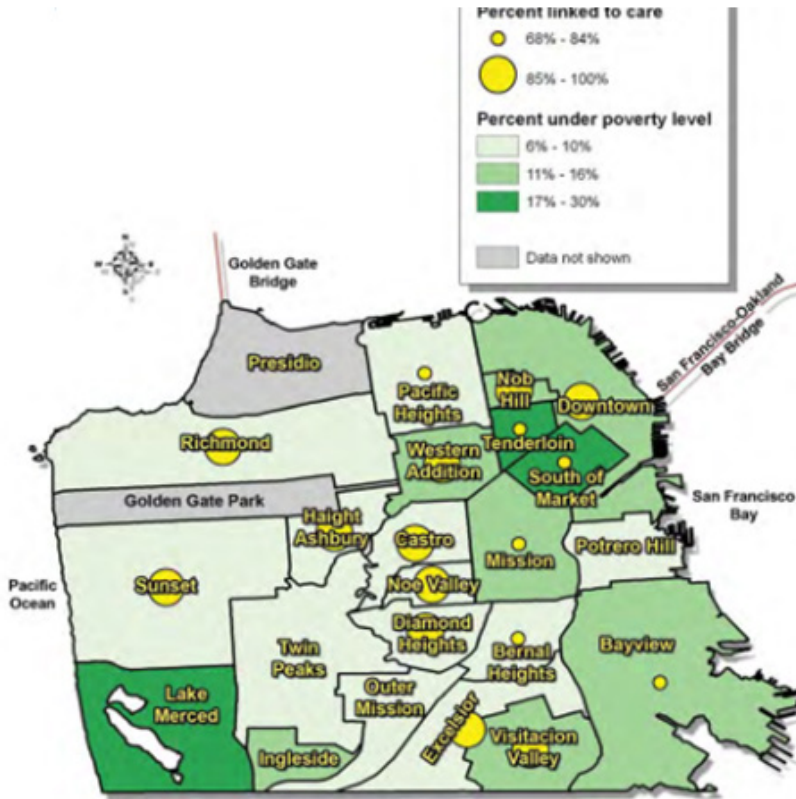 Percent linked to care
68% - 84%
85% - 100%
Percent under poverty level
6% - 10%
11% - 16%
17% - 30%
Data not shown
Golden Gate
Bridge
San Francisco-Oakland
Bay Bridge
Presidio
Pacific
Heights
Nob
Hill
Downtown
Richmond
Western
Addition
Tenderloin
South of
Market
Golden Gate Park
San Francisco
Bay
Haight
Ashbury
Castro
Mission
Potrero Hill
Pacific
Ocean
Sunset
Noe Valley
Diamond
Heights
Twin
Peaks
Bernal
Heights
Bayview
Lake
Merced
Outer
Mission
Excelsior
Visitacion
Valley
Ingleside